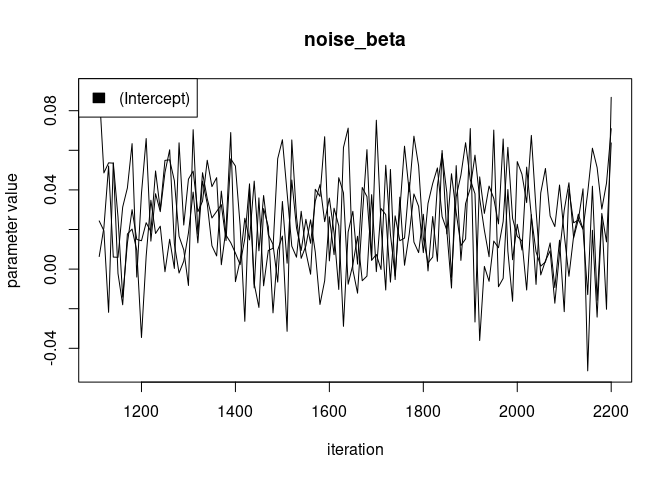 noise_beta
(Intercept)
0.08
0.04
0.00
-0.04
parameter value
1200 1400 1600 1800 2000 2200
iteration